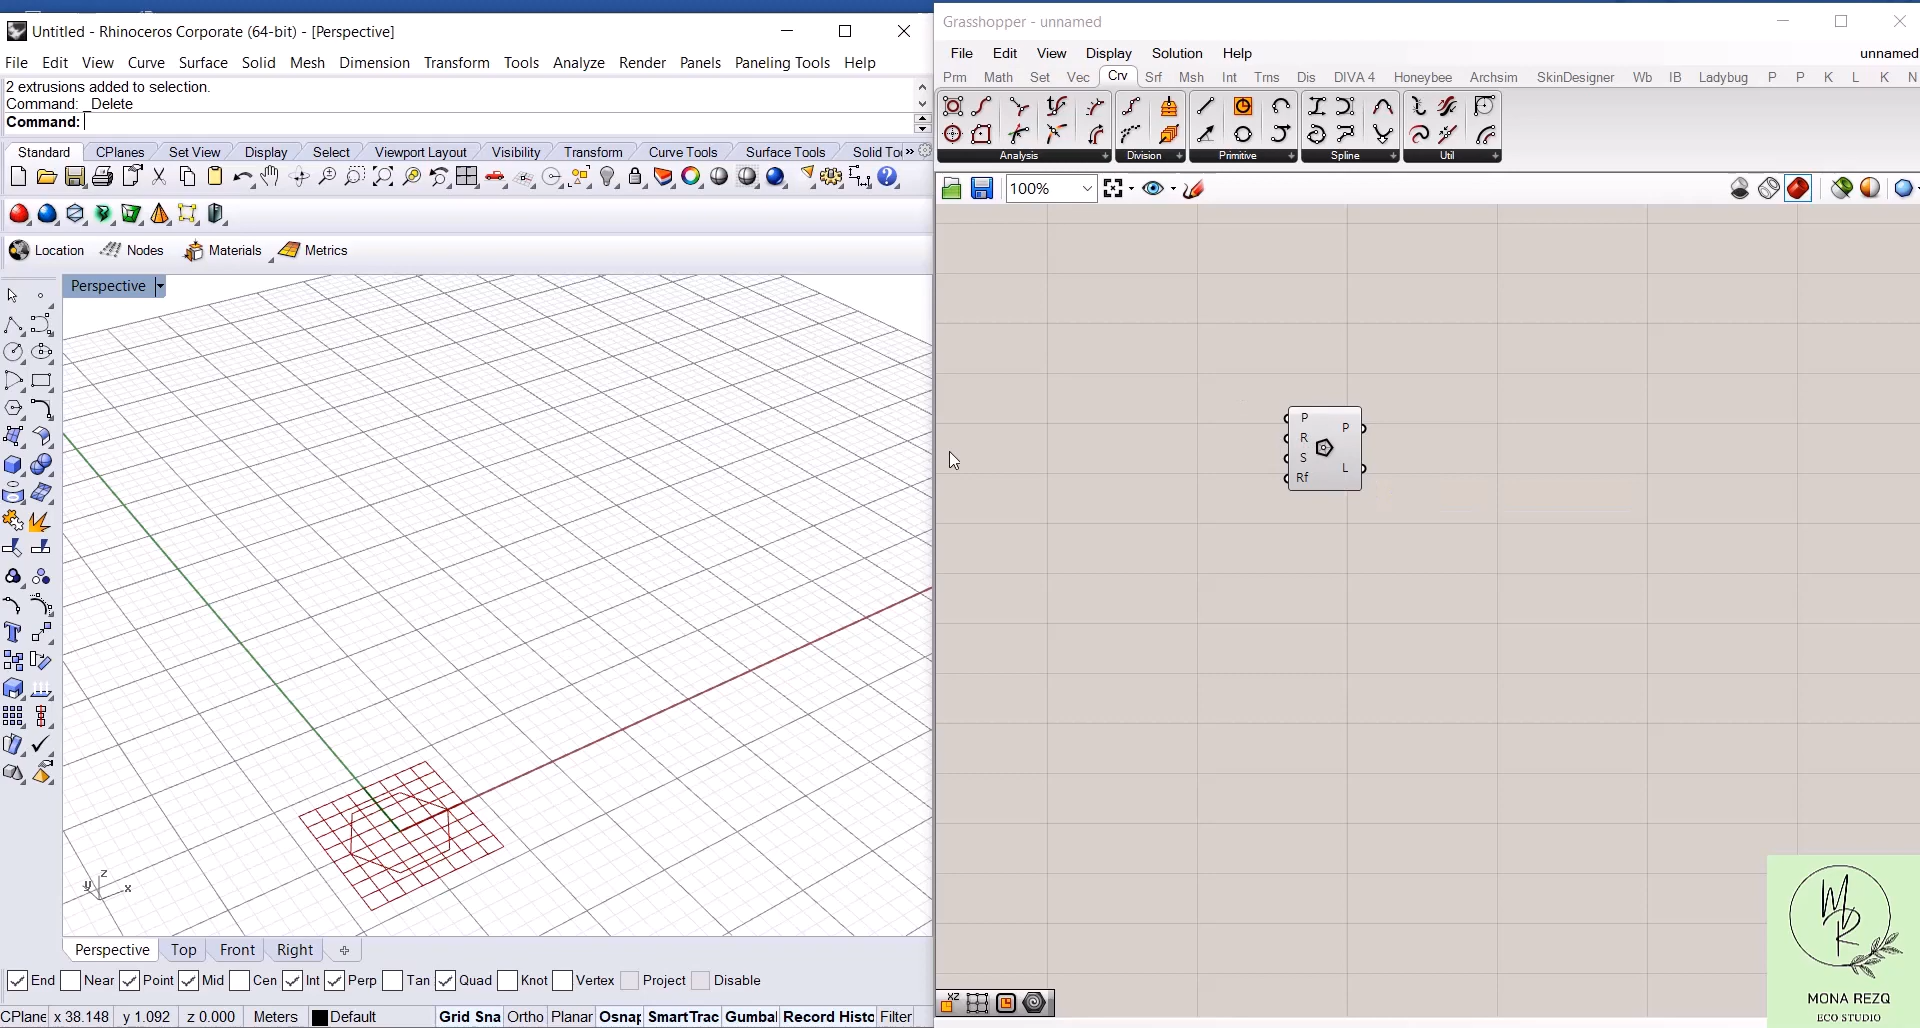 Untitled - Rhinoceros Corporate (64-bit) - [Perspective]
File Edit View Curve Surface Solid Mesh Dimension Transform Tools Analyze Render Panels Paneling Tools Help
2 extrusions added to selection.
Command: _Delete
Command:
Standard CPlanes Set View Display Select Viewport Layout Visibility Transform Curve Tools Surface Tools Solid To »
Location Nodes Materials Metrics
Perspective
z
y x
Perspective Top Front Right
End Near Point Mid Cen Int Perp Tan Quad Knot Vertex Project Disable
CPlane x 38.148 y 1.092 z 0.000 Meters Default Grid Sna Ortho Planar Osnap SmartTrac Gumbal Record Histo Filter
Grasshopper - unnamed
File Edit View Display Solution Help unnamed
Prm Math Set Vec Crv Srf Msh Int Trns Dis DIVA 4 Honeybee Archsim SkinDesigner Wb IB Ladybug P P K L K N
Analysis Division Primitive Spline Util
100%
P
R
S
Rf
P
L
XZ
MR
MONA REZQ
ECO STUDIO